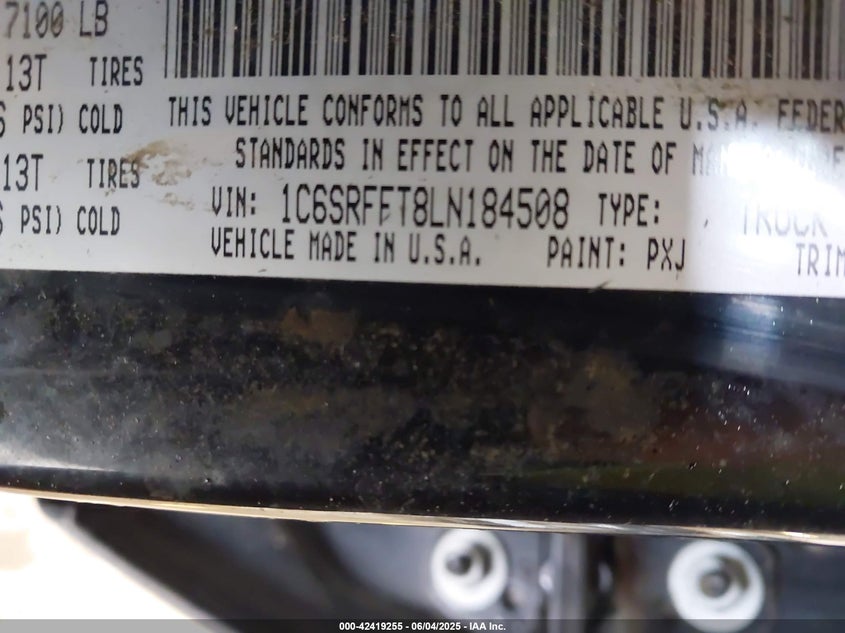 7100 LB
13T TIRES
PSI) COLD THIS VEHICLE CONFORMS TO ALL APPLICABLE U.S.A. FEDER
STANDARDS IN EFFECT ON THE DATE OF
13T TIRES
VIN: 1C6SRFFT8LN184508 TYPE: TRUCK
PSI) COLD
VEHICLE MADE IN U.S.A. PAINT: PXJ
TRIM
000-42419255 - 06/04/2025 - IAA Inc.